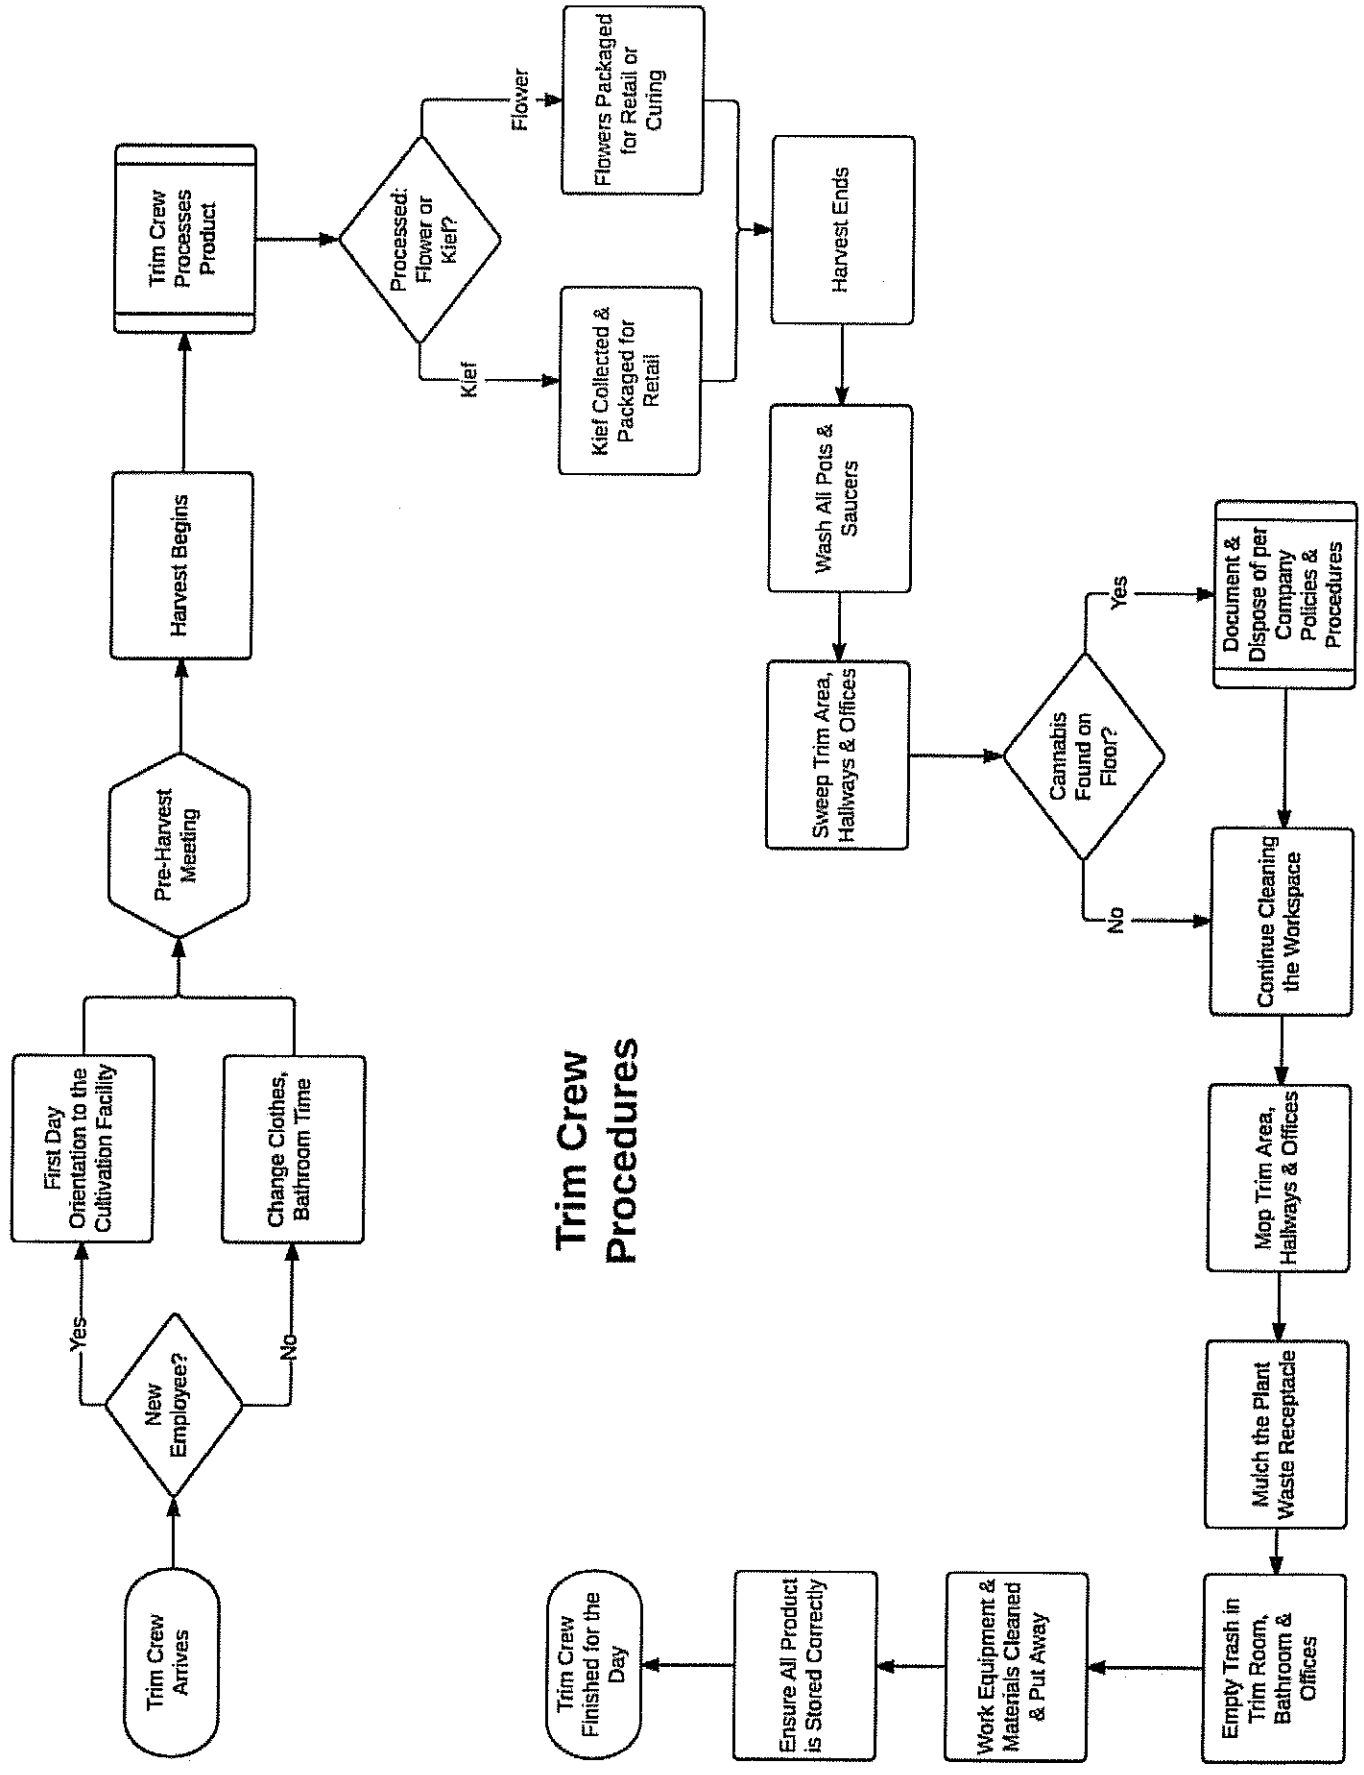 Trim Crew
Arrives
New
Employee?
Yes
No
First Day
Orientation to the
Cultivation Facility
Change Clothes,
Bathroom Time
Pre-Harvest
Meeting
Harvest Begins
Trim Crew
Processes
Product
Processed:
Flower or
Kief?
Kief
Flower
Kief Collected &
Packaged for
Retail
Flowers Packaged
for Retail or
Curing
Harvest Ends
Wash All Pots &
Saucers
Sweep Trim Area,
Hallways & Offices
Cannabis
Found on
Floor?
Yes
No
Document &
Dispose of per
Company
Policies &
Procedures
Continue Cleaning
the Workspace
Mop Trim Area,
Hallways & Offices
Mulch the Plant
Waste Receptacle
Empty Trash in
Trim Room,
Bathroom &
Offices
Work Equipment &
Materials Cleaned
& Put Away
Ensure All Product
is Stored Correctly
Trim Crew
Finished for the
Day
Trim Crew
Procedures